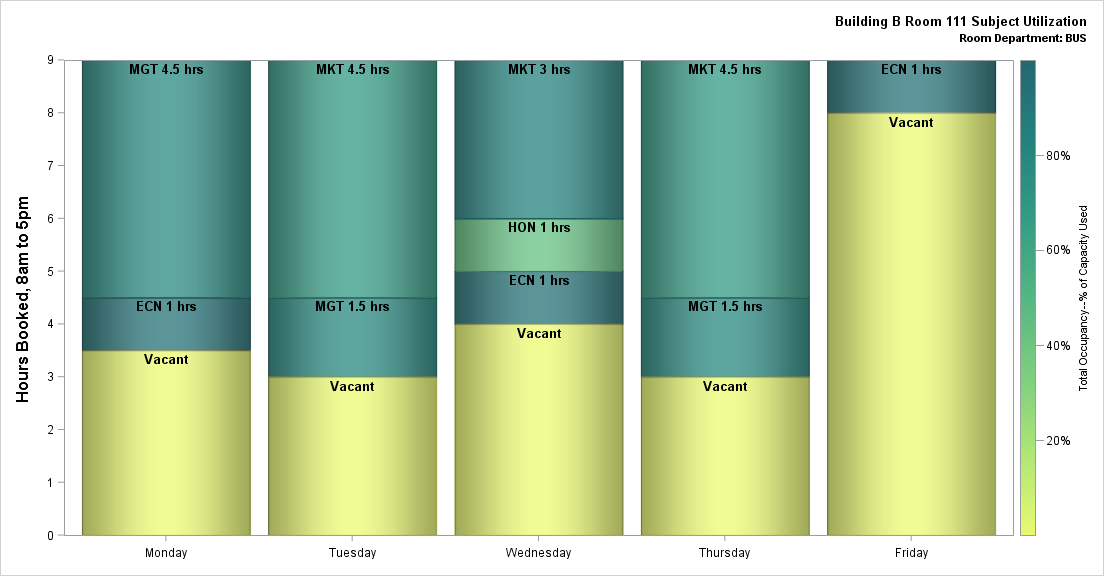 Building B Room 111 Subject Utilization
Room Department: BUS
Hours Booked, 8am to 5pm
9
8
7
6
5
4
3
2
1
0
MGT 4.5 hrs
ECN 1 hrs
Vacant
MKT 4.5 hrs
MGT 1.5 hrs
Vacant
MKT 3 hrs
HON 1 hrs
ECN 1 hrs
Vacant
MKT 4.5 hrs
MGT 1.5 hrs
Vacant
ECN 1 hrs
Vacant
Monday
Tuesday
Wednesday
Thursday
Friday
80%
60%
40%
20%
Total Occupancy--% of Capacity Used